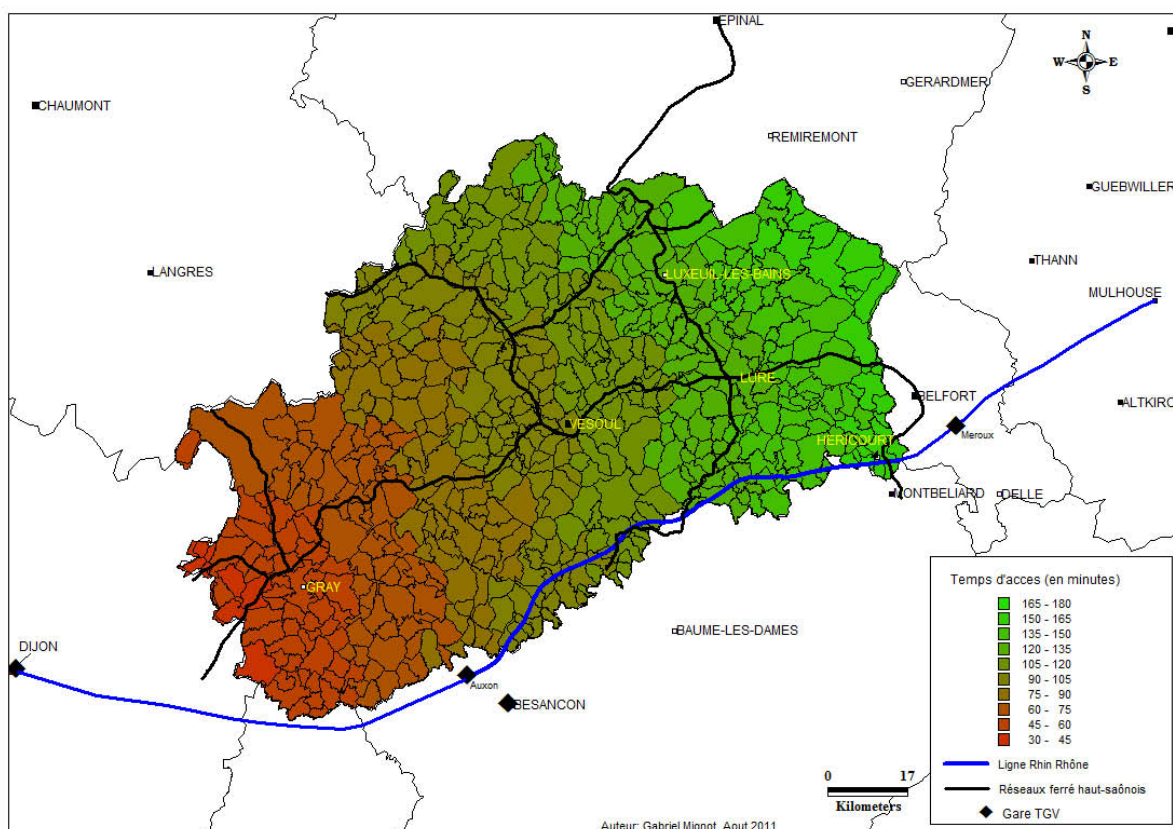 EPINAL
N
W E
S
GERARDMER
CHAUMONT
REMIREMONT
GUEBWILLER
LANGRES
LUXEUIL-LES-BAINS
THANN
MULHOUSE
LURE
BELFORT
ALTKIRC
VESOUL
Meroux
HERICOURT
MONTBELIARD
DELLE
GRAY
BAUME-LES-DAMES
DIJON
Auxon
BESANCON
Temps d'acces (en minutes)
165 - 180
150 - 165
135 - 150
120 - 135
105 - 120
90 - 105
75 - 90
60 - 75
45 - 60
30 - 45
Ligne Rhin Rhône
Réseaux ferré haut-saônois
Gare TGV
0 17
Kilometers
Auteur: Gabriel Mignot, Aout 2011